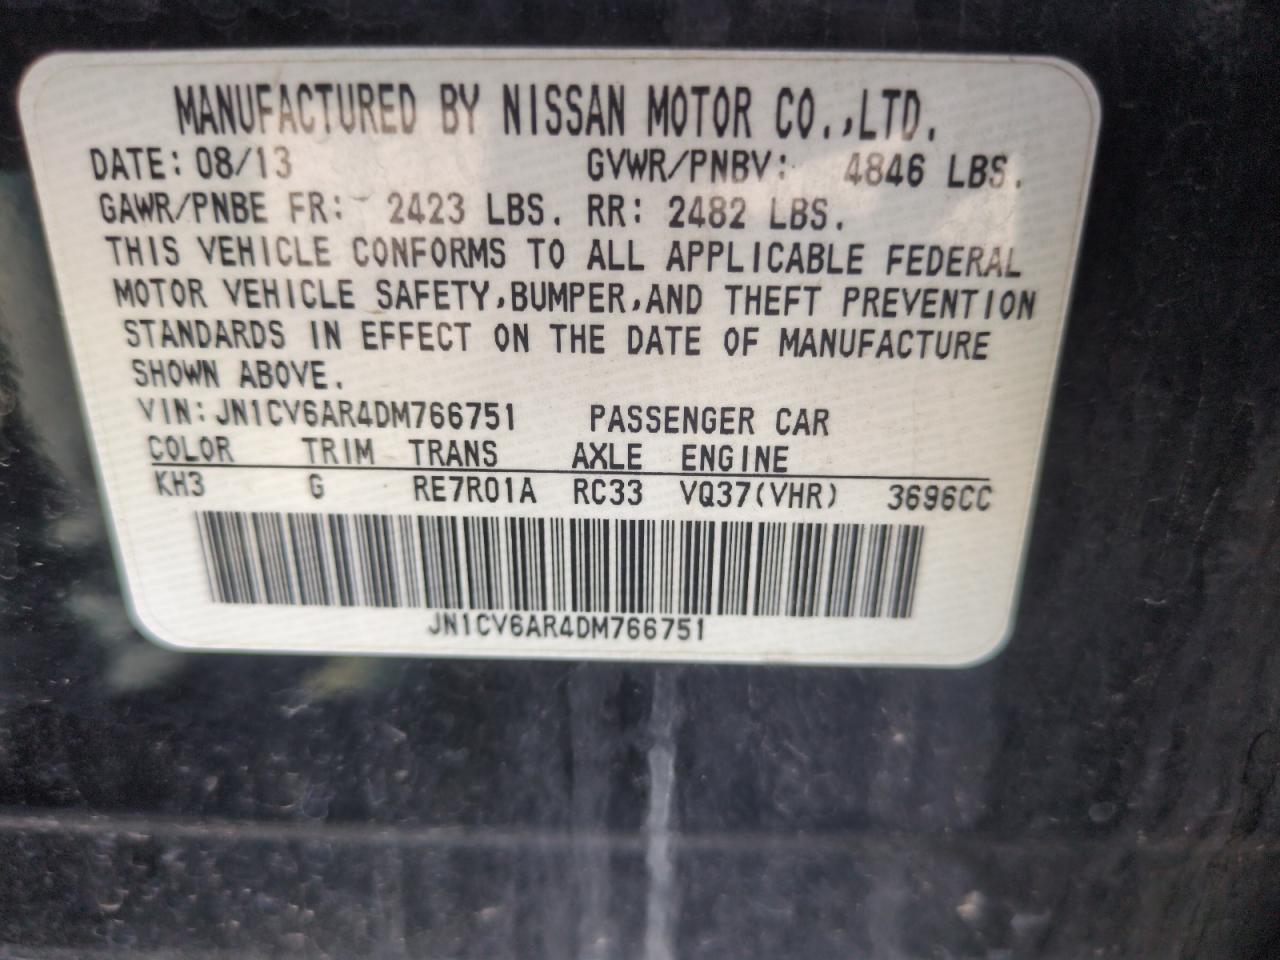 MANUFACTURED BY NISSAN MOTOR CO.,LTD.
DATE: 08/13 GVWR/PNBV: 4846 LBS.
GAWR/PNBE FR: 2423 LBS. RR: 2482 LBS.
THIS VEHICLE CONFORMS TO ALL APPLICABLE FEDERAL
MOTOR VEHICLE SAFETY,BUMPER,AND THEFT PREVENTION
STANDARDS IN EFFECT ON THE DATE OF MANUFACTURE
SHOWN ABOVE.
VIN: JN1CV6AR4DM766751 PASSENGER CAR
COLOR TRIM TRANS AXLE ENGINE
KH3 G RE7R01A RC33 VQ37(VHR) 3696CC
JN1CV6AR4DM766751